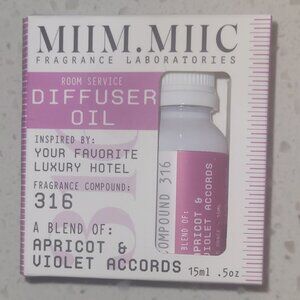 MIIM.MIIC
FRAGRANCE LABORATORIES
ROOM SERVICE
DIFFUSER
OIL
INSPIRED BY:
YOUR FAVORITE
LUXURY HOTEL
FRAGRANCE COMPOUND:
316
A BLEND OF:
APRICOT &
VIOLET ACCORDS
15ml .5oz
COMPOUND 316
BLEND OF:
APRICOT &
VIOLET ACCORDS